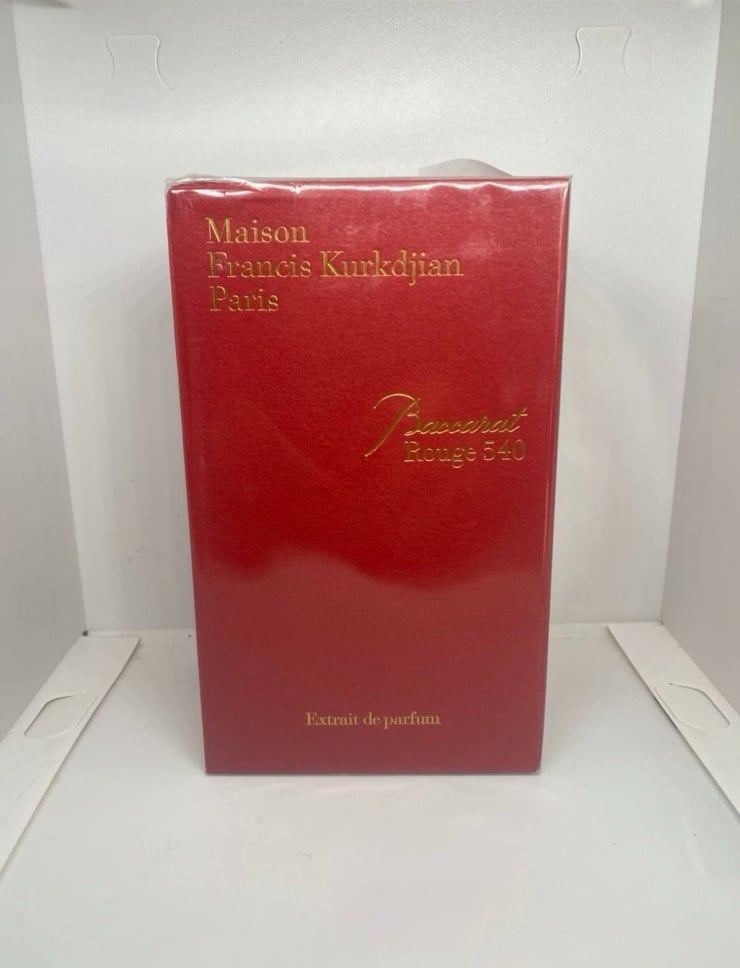 Maison
Francis Kurkdjian
Paris
Baccarat
Rouge 540
Extrait de parfum